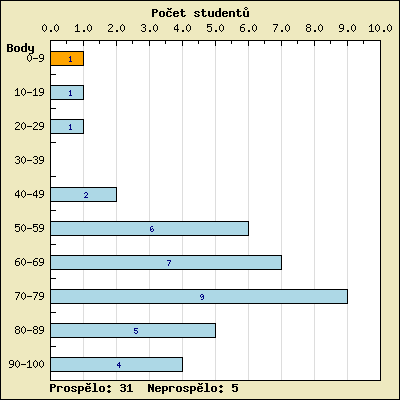 Počet studentů
0.0 1.0 2.0 3.0 4.0 5.0 6.0 7.0 8.0 9.0 10.0
Body
0-9 1
10-19 1
20-29 1
30-39
40-49 2
50-59 6
60-69 7
70-79 9
80-89 5
90-100 4
Prospělo: 31 Neprospělo: 5